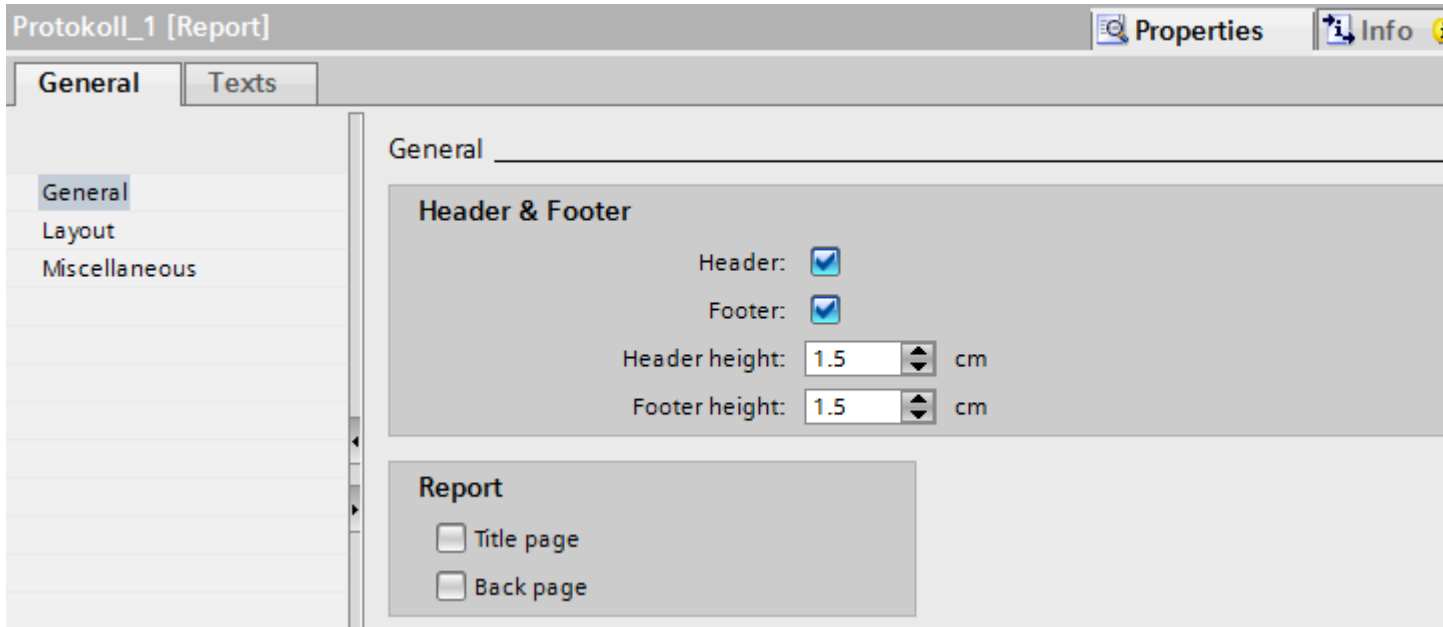 Protokoll_1 [Report]
Properties
Info
General
Texts
General
Layout
Miscellaneous
General
Header & Footer
Header:
Footer:
Header height: 1.5 cm
Footer height: 1.5 cm
Report
Title page
Back page